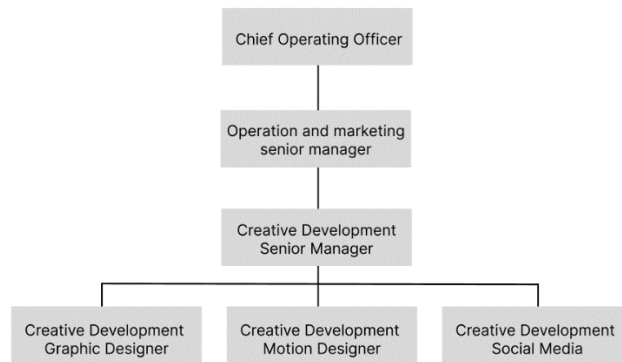 Chief Operating Officer
Operation and marketing
senior manager
Creative Development
Senior Manager
Creative Development
Graphic Designer
Creative Development
Motion Designer
Creative Development
Social Media